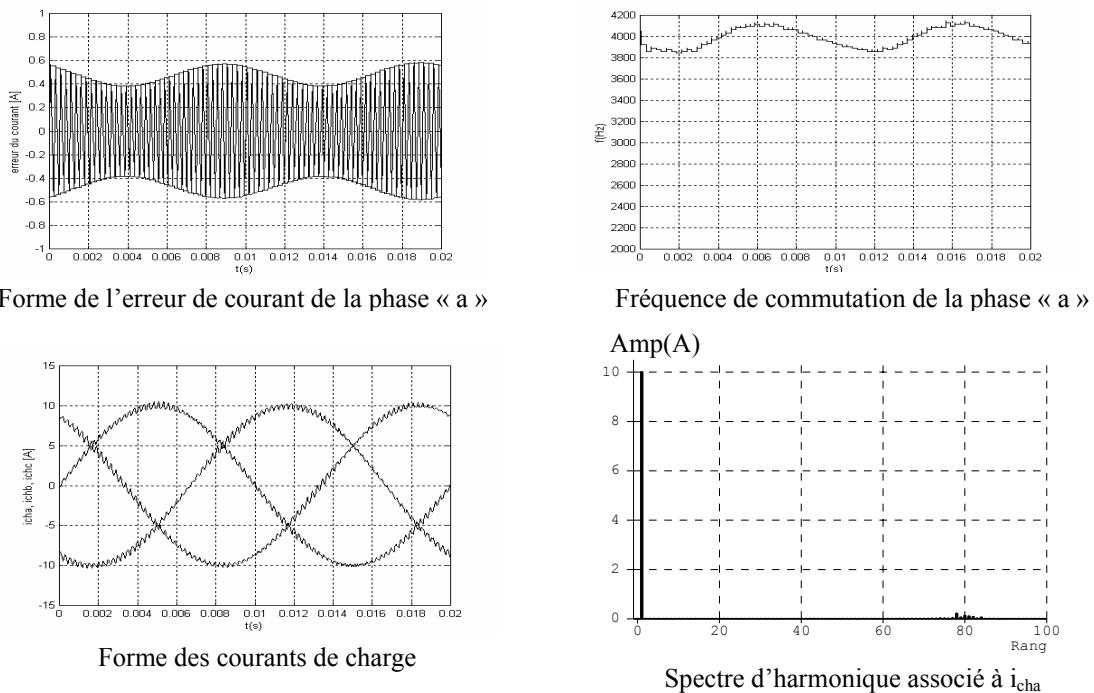 1
0.8
0.6
0.4
0.2
0
-0.2
-0.4
-0.6
-0.8
-1
erreur du courant [A]
0 0.002 0.004 0.006 0.008 0.01 0.012 0.014 0.016 0.018 0.02
t(s)
Forme de l’erreur de courant de la phase « a »
4200
4000
3800
3600
3400
3200
3000
2800
2600
2400
2200
2000
f(Hz)
0 0.002 0.004 0.006 0.008 0.01 0.012 0.014 0.016 0.018 0.02
t(s)
Fréquence de commutation de la phase « a »
15
10
5
0
-5
-10
-15
icha, ichb, ichc [A]
0 0.002 0.004 0.006 0.008 0.01 0.012 0.014 0.016 0.018 0.02
t(s)
Forme des courants de charge
Amp(A)
10
8
6
4
2
0
0 20 40 60 80 100
Rang
Spectre d’harmonique associé à icha